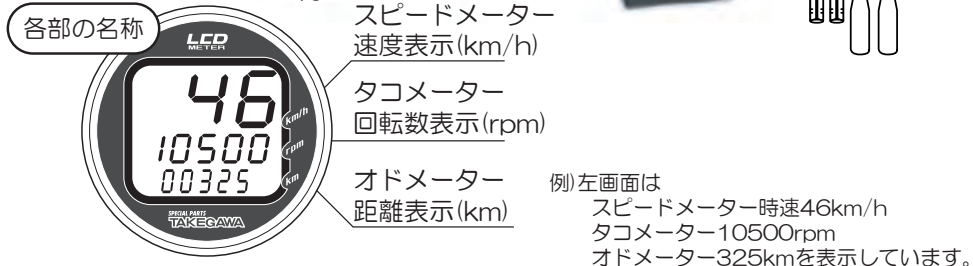 各部の名称
LCD
METER
46
km/h
10500
rpm
00325
km
SPECIAL PARTS
TAKEGAWA
スピードメーター
速度表示(km/h)
タコメーター
回転数表示(rpm)
オドメーター
距離表示(km)
例)左画面は
スピードメーター時速46km/h
タコメーター10500rpm
オドメーター325kmを表示しています。